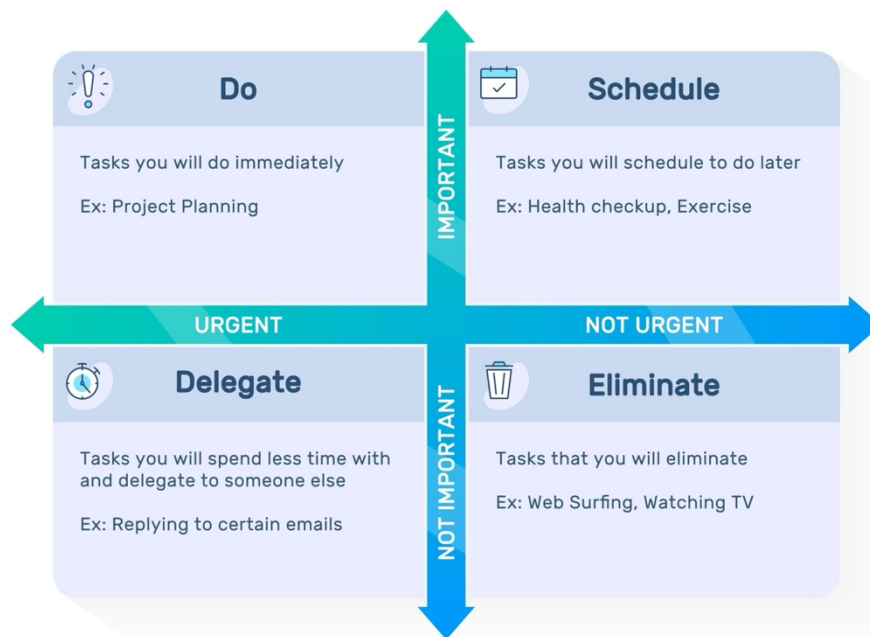 Do
Tasks you will do immediately
Ex: Project Planning
IMPORTANT
Schedule
Tasks you will schedule to do later
Ex: Health checkup, Exercise
URGENT
NOT URGENT
Delegate
Tasks you will spend less time with
and delegate to someone else
Ex: Replying to certain emails
NOT IMPORTANT
Eliminate
Tasks that you will eliminate
Ex: Web Surfing, Watching TV